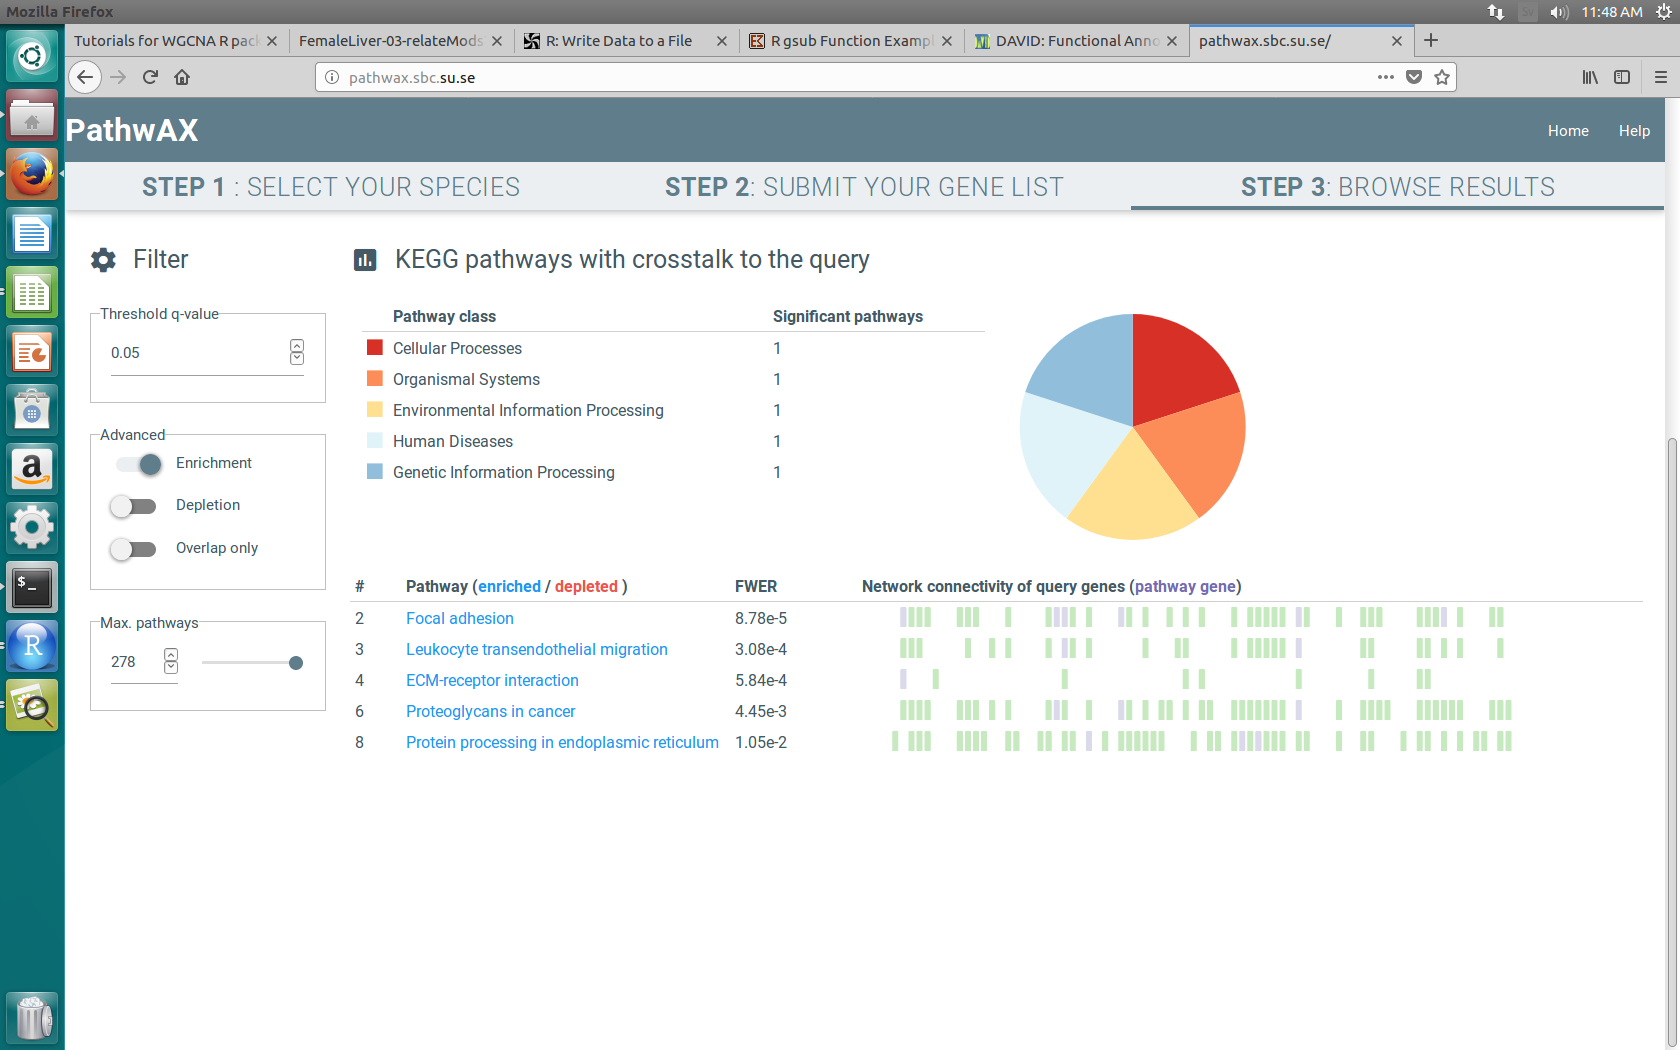 Mozilla Firefox
Sv
11:48 AM
Tutorials for WGCNA R pack
FemaleLiver-03-relateMods
R: Write Data to a File
R gsub Function Exampl
DAVID: Functional Anno
pathwax.sbc.su.se/
pathwax.sbc.su.se
PathwAX
Home
Help
STEP 1 : SELECT YOUR SPECIES
STEP 2: SUBMIT YOUR GENE LIST
STEP 3: BROWSE RESULTS
Filter
KEGG pathways with crosstalk to the query
Threshold q-value
0.05
Advanced
Enrichment
Depletion
Overlap only
Max. pathways
278
Pathway class Significant pathways
Cellular Processes 1
Organismal Systems 1
Environmental Information Processing 1
Human Diseases 1
Genetic Information Processing 1
# Pathway (enriched / depleted ) FWER Network connectivity of query genes (pathway gene)
2 Focal adhesion 8.78e-5
3 Leukocyte transendothelial migration 3.08e-4
4 ECM-receptor interaction 5.84e-4
6 Proteoglycans in cancer 4.45e-3
8 Protein processing in endoplasmic reticulum 1.05e-2